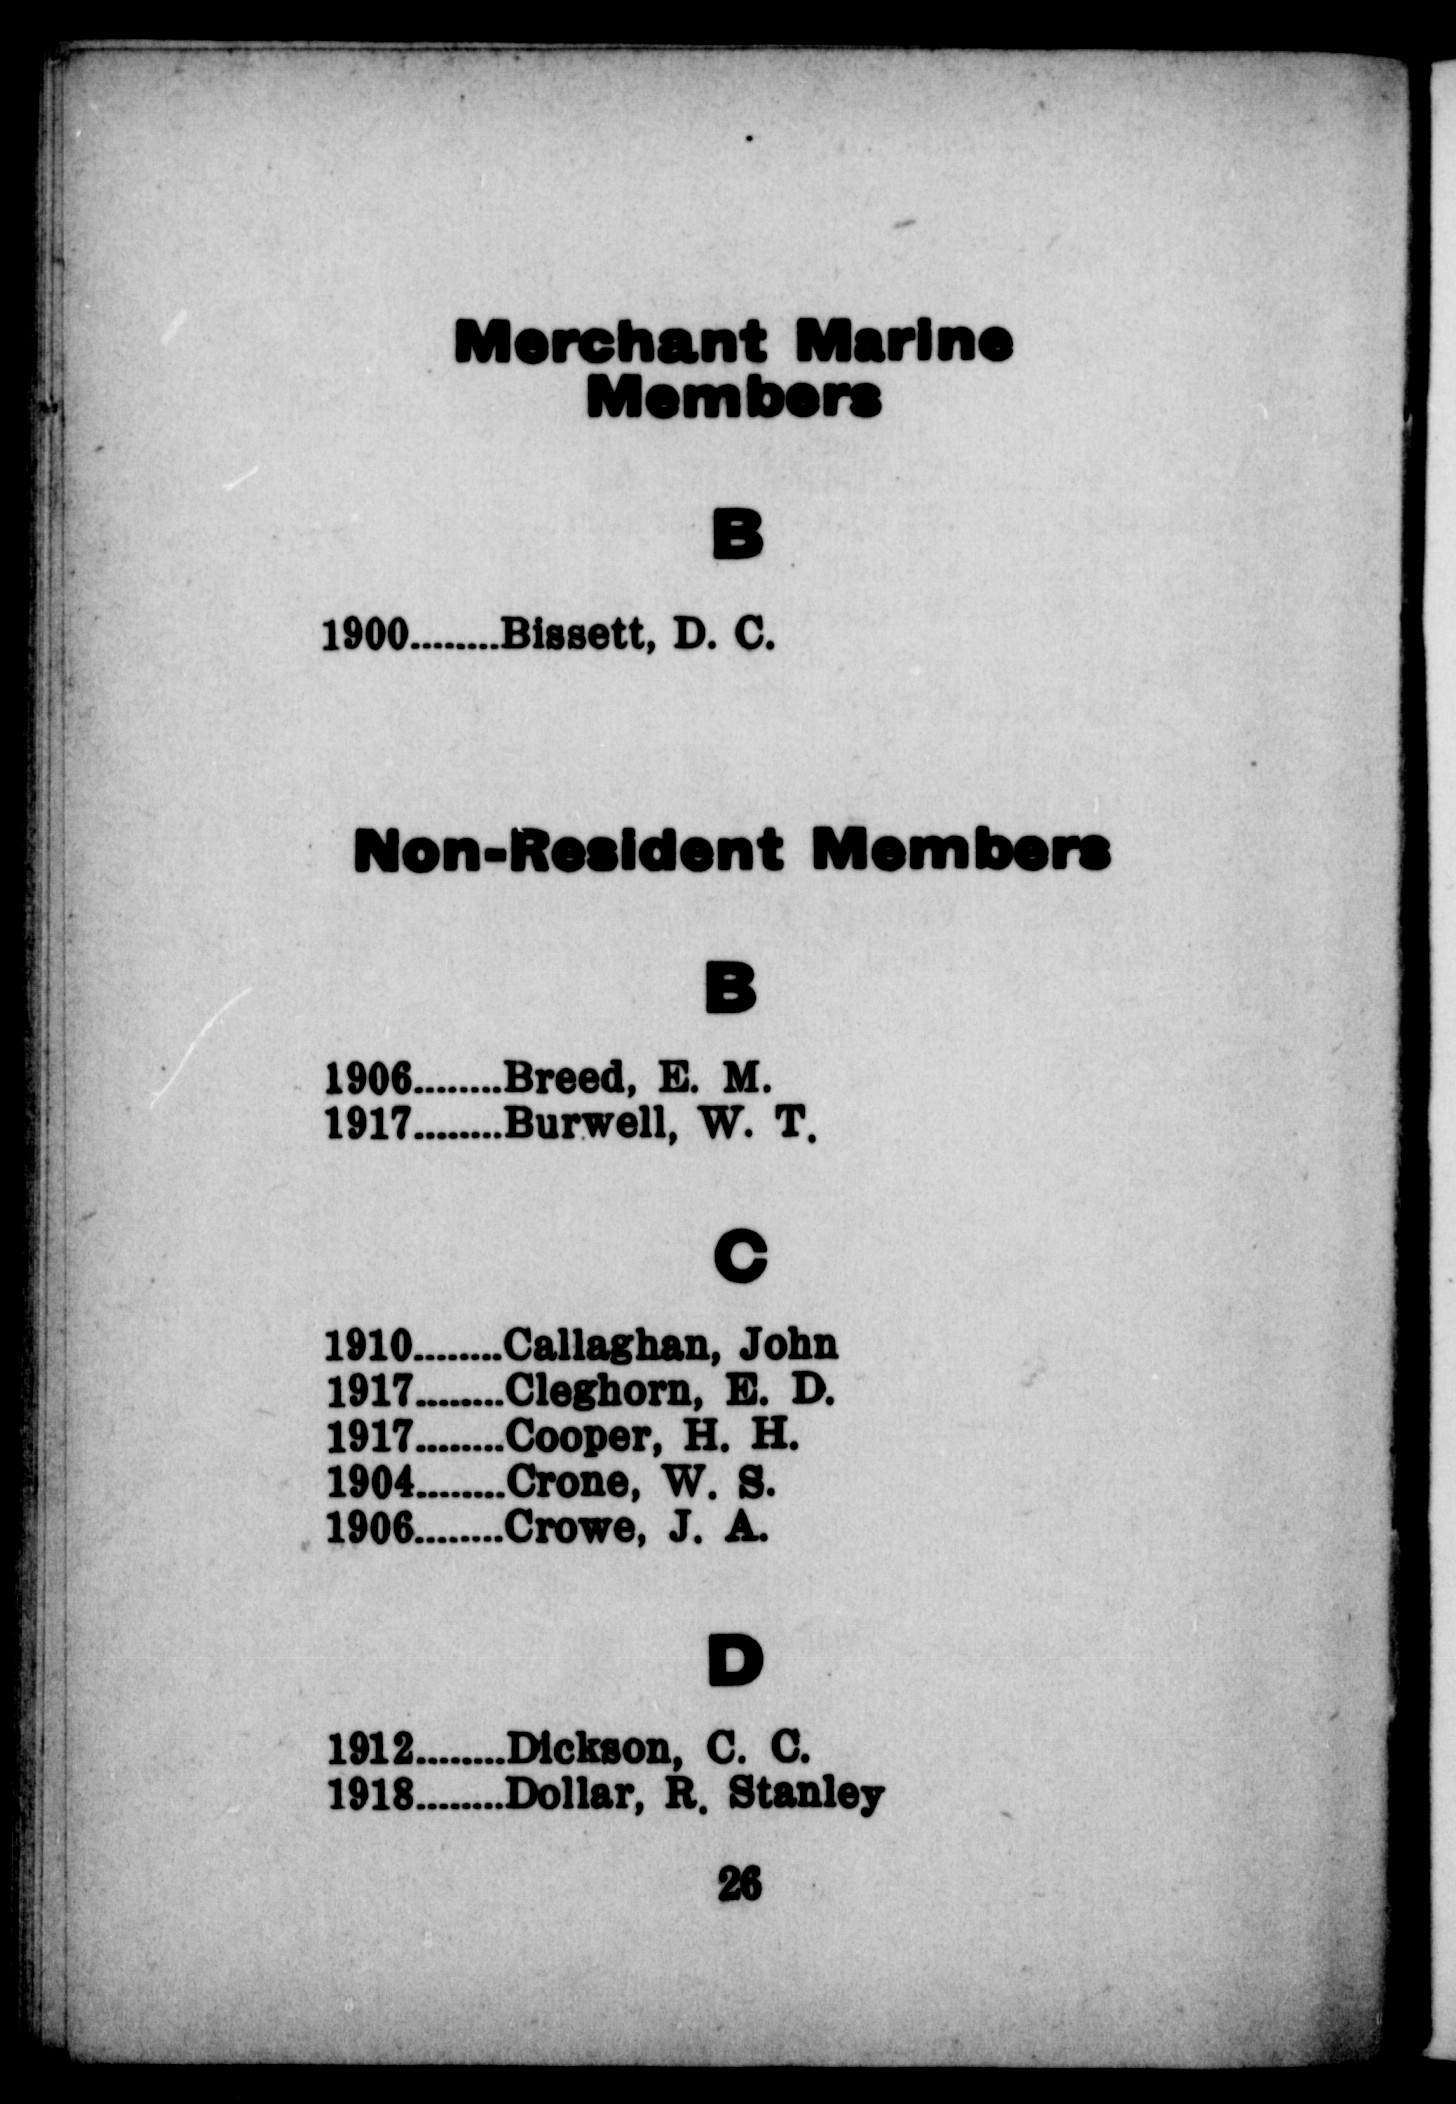 Merchant Marine
Members
B
1900........Bissett, D. C.
Non-Resident Members
B
1906........Breed, E. M.
1917........Burwell, W. T.
C
1910........Callaghan, John
1917........Cleghorn, E. D.
1917........Cooper, H. H.
1904........Crone, W. S.
1906........Crowe, J. A.
D
1912........Dickson, C. C.
1918........Dollar, R. Stanley
26